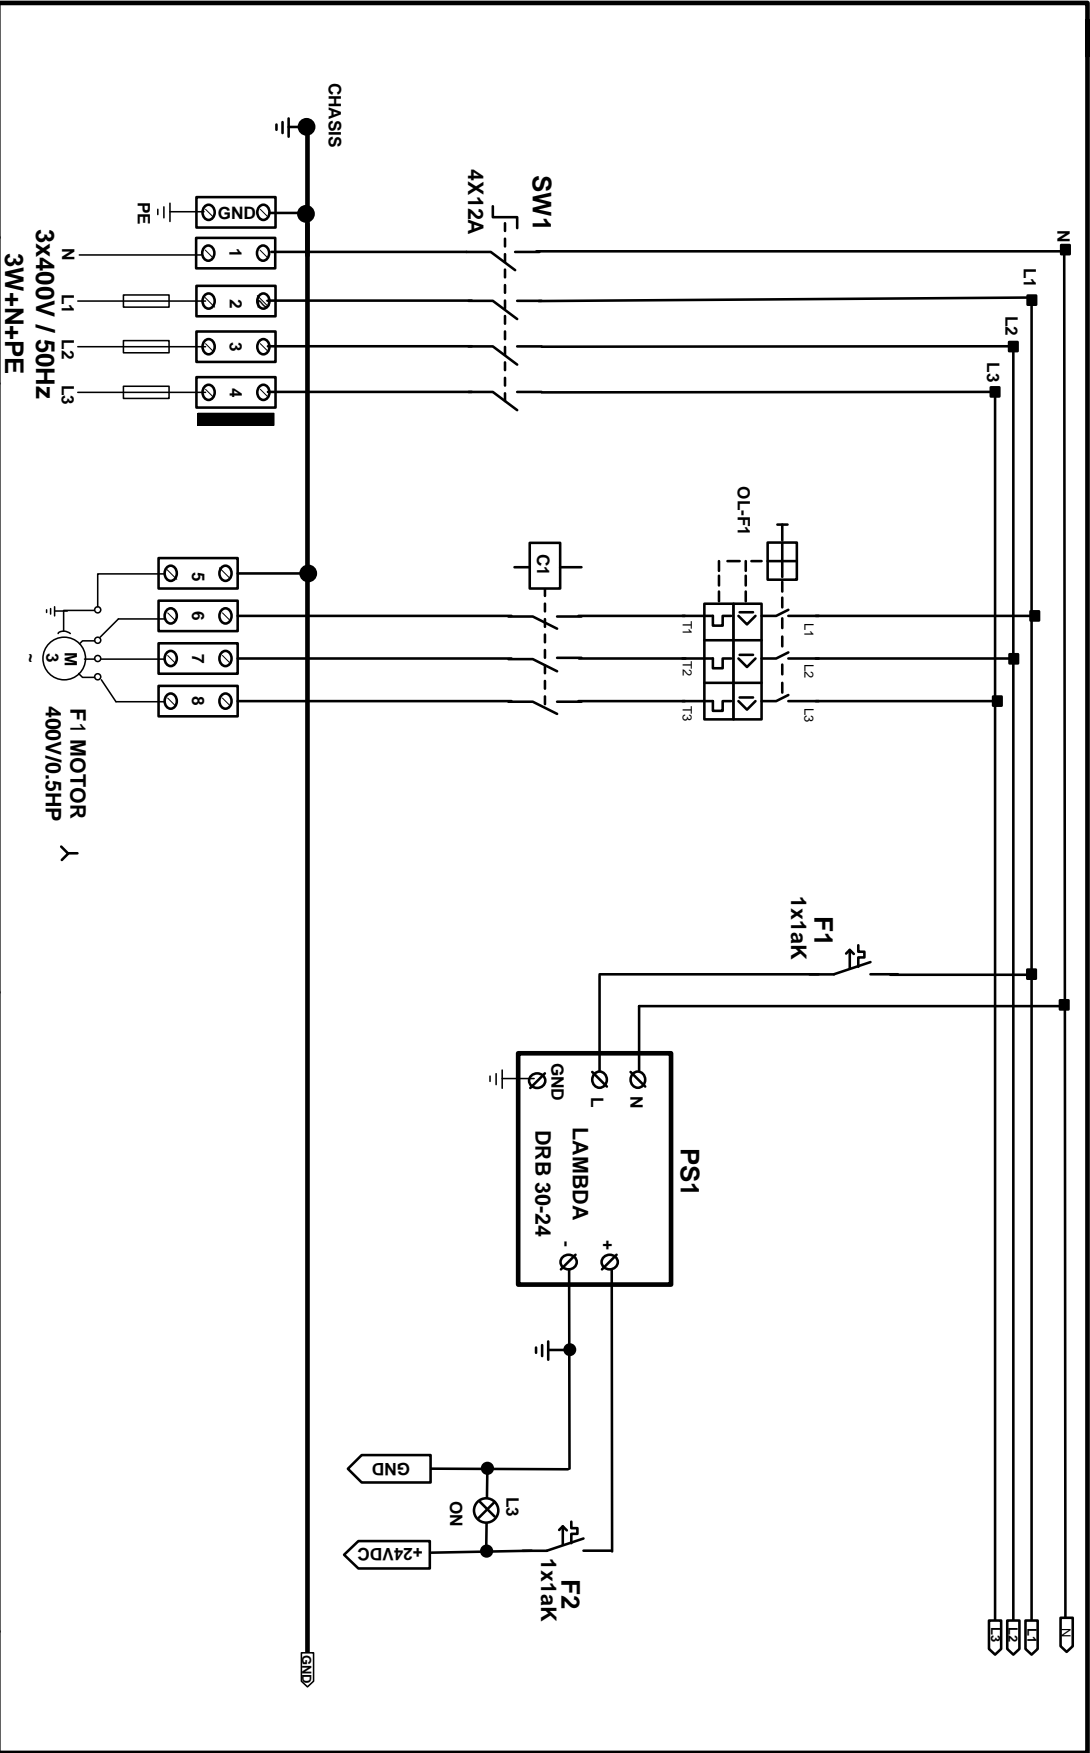 N
N
L1
L1
L2
L2
L3
L3
L1
L2
L3
OL-F1
T1
T2
T3
F1
1x1aK
PS1
N
L
GND
LAMBDA
DRB 30-24
+
-
SW1
4X12A
C1
F2
1x1aK
L3
ON
GND
+24VDC
CHASIS
GND
GND
1
2
3
4
5
6
7
8
PE
N
L1
L2
L3
3x400V / 50Hz
3W+N+PE
M
3
~
F1 MOTOR
400V/0.5HP